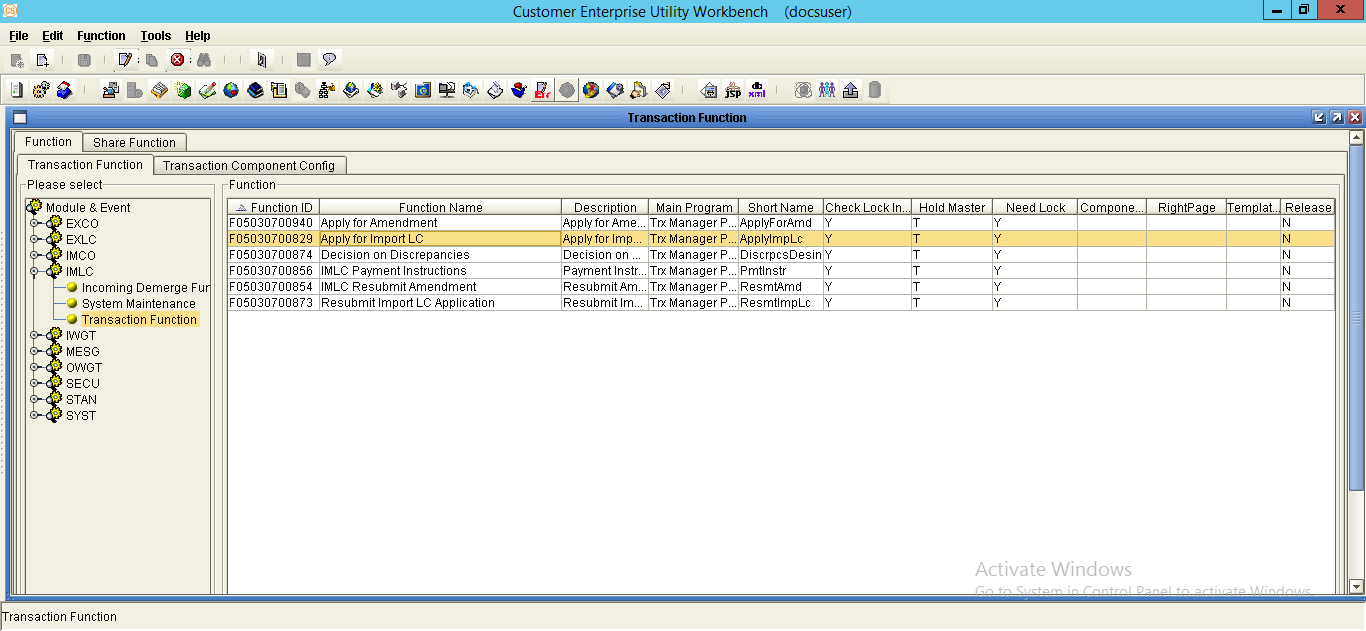 Customer Enterprise Utility Workbench (docsuser)
File Edit Function Tools Help
Transaction Function
Function Share Function
Transaction Function Transaction Component Config
Please select
Module & Event
EXCO
EXLC
IMCO
IMLC
Incoming Demerge Fur
System Maintenance
Transaction Function
IWGT
MESG
OWGT
SECU
STAN
SYST
Function
Function ID Function Name Description Main Program Short Name Check Lock In... Hold Master Need Lock Compone... RightPage Templat... Release
F05030700940 Apply for Amendment Apply for Ame... Trx Manager P... ApplyForAmd Y T Y N
F05030700829 Apply for Import LC Apply for Imp... Trx Manager P... ApplyImpLc Y T Y N
F05030700874 Decision on Discrepancies Decision on ... Trx Manager P... DiscrpcsDesin Y T Y N
F05030700856 IMLC Payment Instructions Payment Instr... Trx Manager P... PmtInstr Y T Y N
F05030700854 IMLC Resubmit Amendment Resubmit Am... Trx Manager P... ResmtAmd Y T Y N
F05030700873 Resubmit Import LC Application Resubmit Im... Trx Manager P... ResmtImpLc Y T Y N
Activate Windows
Go to System in Control Panel to activate Windows.
Transaction Function